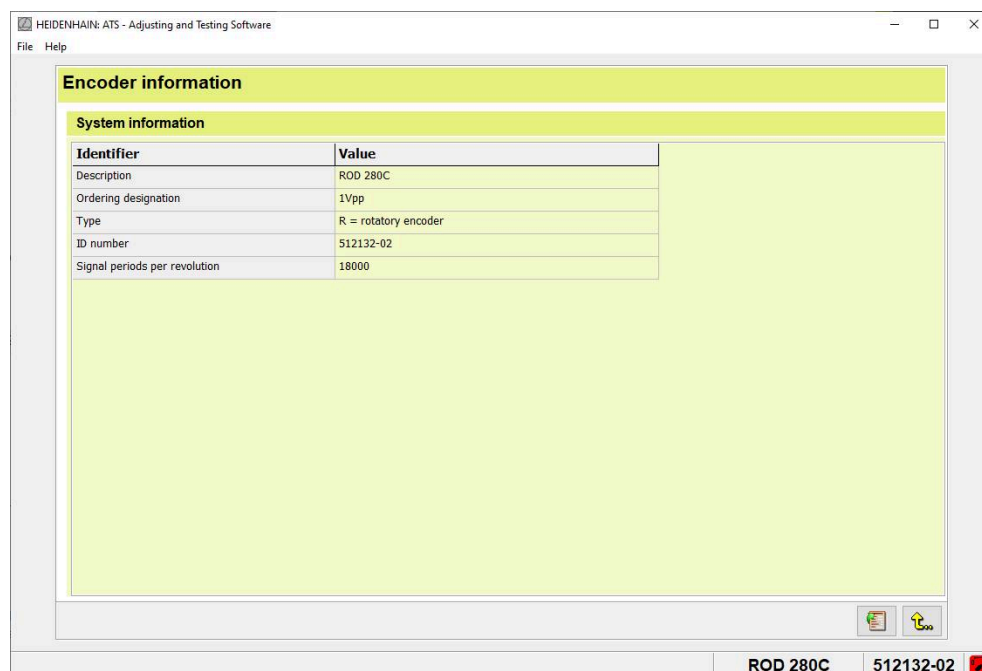 HEIDENHAIN: ATS - Adjusting and Testing Software
File Help
Encoder information
System information
Identifier Value
Description ROD 280C
Ordering designation 1Vpp
Type R = rotatory encoder
ID number 512132-02
Signal periods per revolution 18000
ROD 280C 512132-02